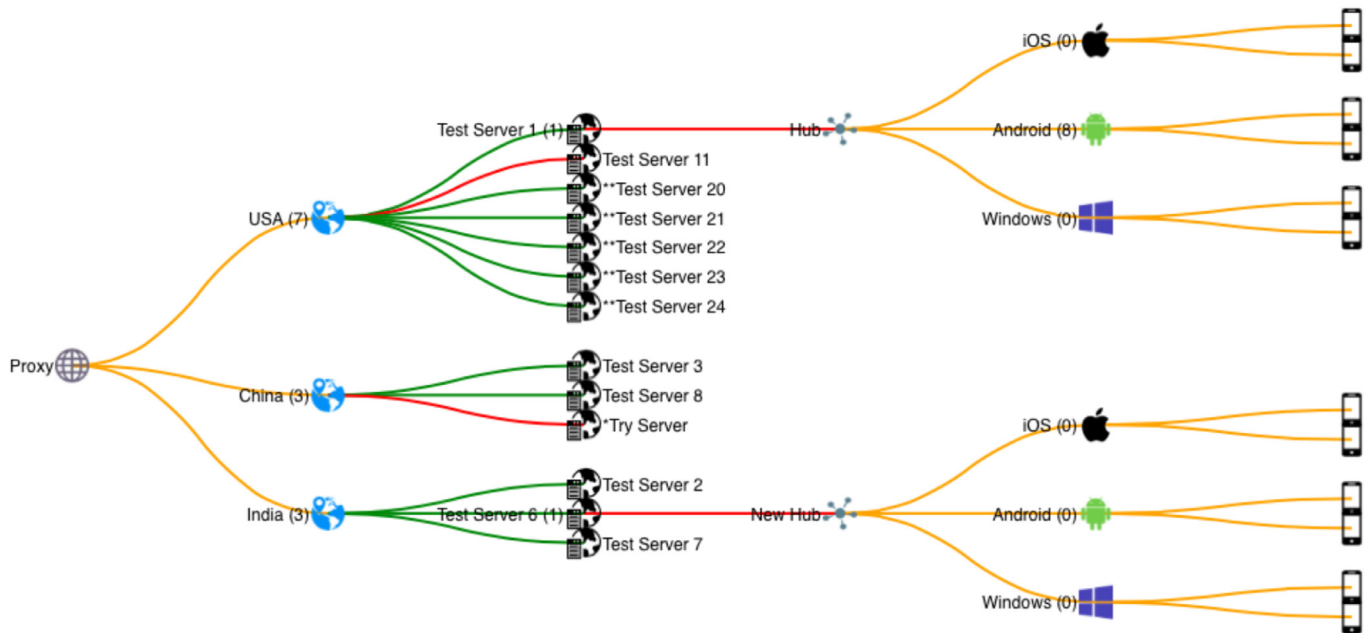 iOS (0)
Test Server 1 (1)
Hub
Android (8)
Test Server 11
**Test Server 20
USA (7)
**Test Server 21
Windows (0)
**Test Server 22
**Test Server 23
**Test Server 24
Proxy
Test Server 3
China (3)
Test Server 8
*Try Server
iOS (0)
Test Server 2
India (3)
Test Server 6 (1)
New Hub
Android (0)
Test Server 7
Windows (0)